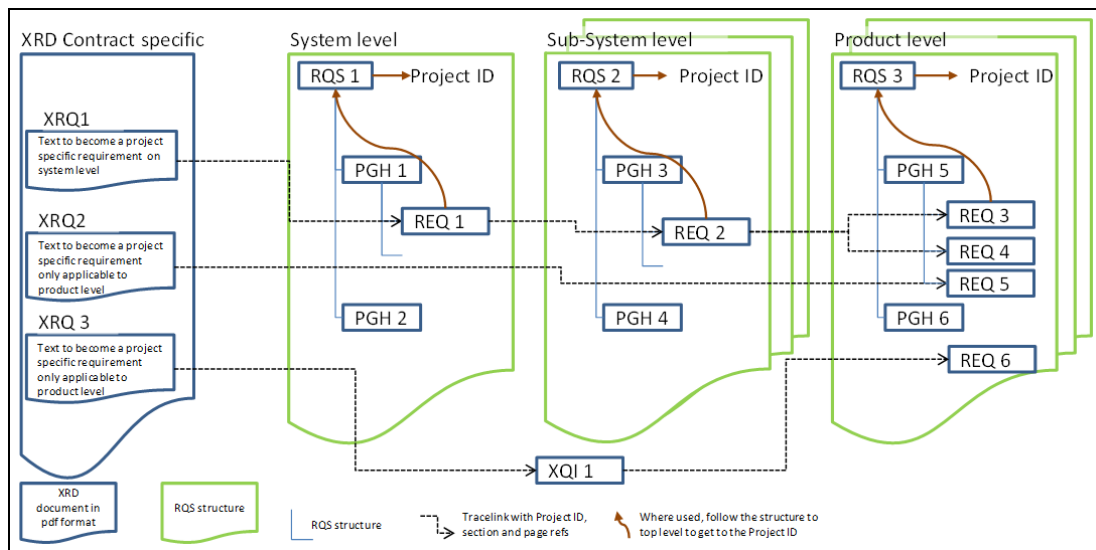 XRD Contract specific
System level
Sub-System level
Product level
RQS 1
Project ID
RQS 2
Project ID
RQS 3
Project ID
XRQ1
Text to become a project
specific requirement on
system level
PGH 1
PGH 3
PGH 5
REQ 1
REQ 2
REQ 3
XRQ2
Text to become a project
specific requirement
only applicable to
product level
REQ 4
REQ 5
XRQ 3
PGH 2
PGH 4
PGH 6
Text to become a project
specific requirement
only applicable to
product level
REQ 6
XQI 1
XRD
document in
pdf format
RQS structure
RQS structure
Tracelink with Project ID,
section and page refs
Where used, follow the structure to
top level to get to the Project ID